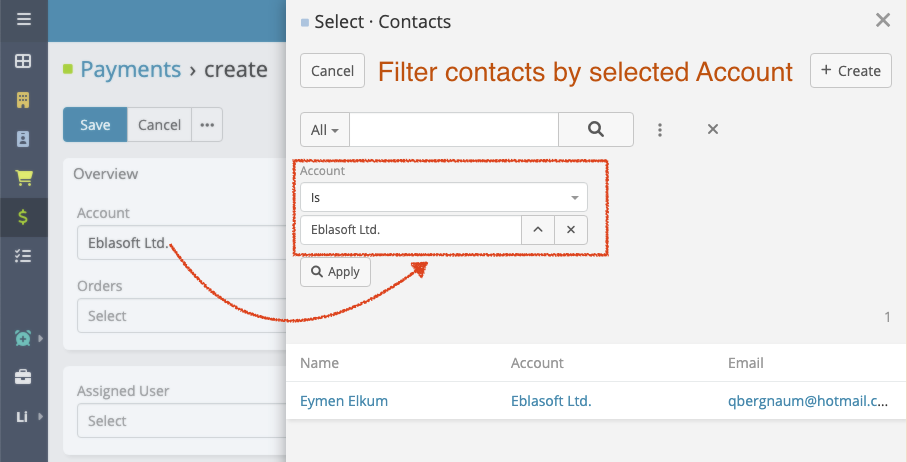 Select · Contacts
Payments › create
Cancel
Filter contacts by selected Account
+ Create
Save
Cancel
All
Overview
Account
Is
Account
Eblasoft Ltd.
Eblasoft Ltd.
Apply
Orders
Select
1
Name Account Email
Assigned User
Eymen Elkum Eblasoft Ltd. qbergnaum@hotmail.c...
Select
Li